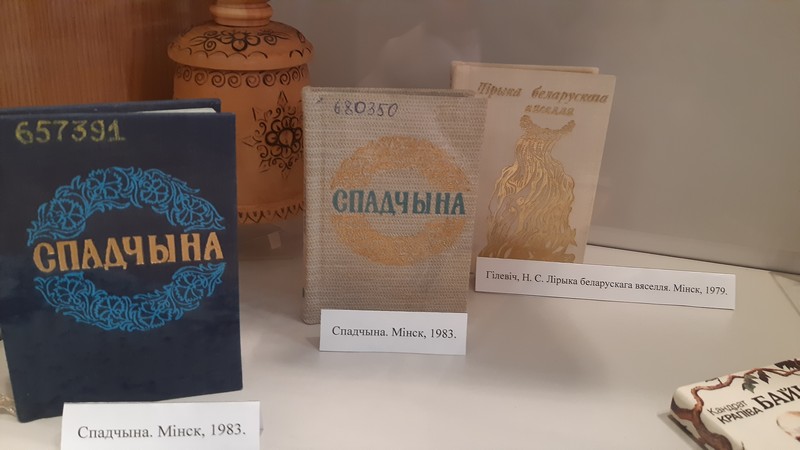 657391
СПАДЧЫНА
Спадчына. Мінск, 1983.
680350
СПАДЧЫНА
Спадчына. Мінск, 1983.
Лірыка беларускага
вяселля
Гілевіч, Н. С. Лірыка беларускага вяселля. Мінск, 1979.
Кандрат
КРАПІВА